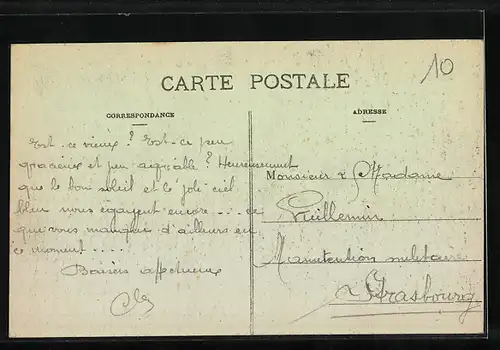 10
CARTE POSTALE
CORRESPONDANCE
ADRESSE
Est-ce vieux ? Est-ce peu
gracieux et peu agréable ? Heureusement
que le bon soleil et le joli ciel
bleu nous égayent encore... ce
que vous manque d'ailleurs en
ce moment....
Baisers affectueux
Monsieur & Madame
Vuillemin
Manutention militaire
Strasbourg